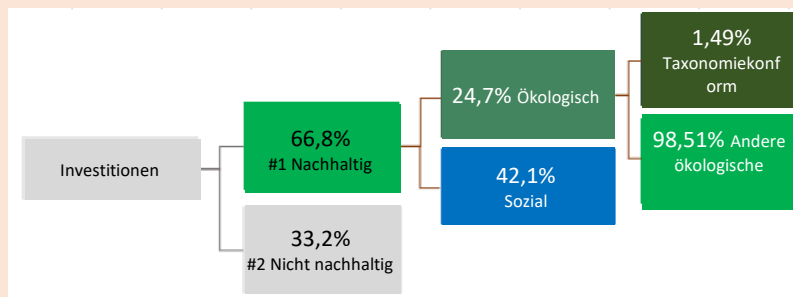 Investitionen
66,8%
#1 Nachhaltig
33,2%
#2 Nicht nachhaltig
24,7% Ökologisch
42,1%
Sozial
1,49%
Taxonomiekonf
orm
98,51% Andere
ökologische